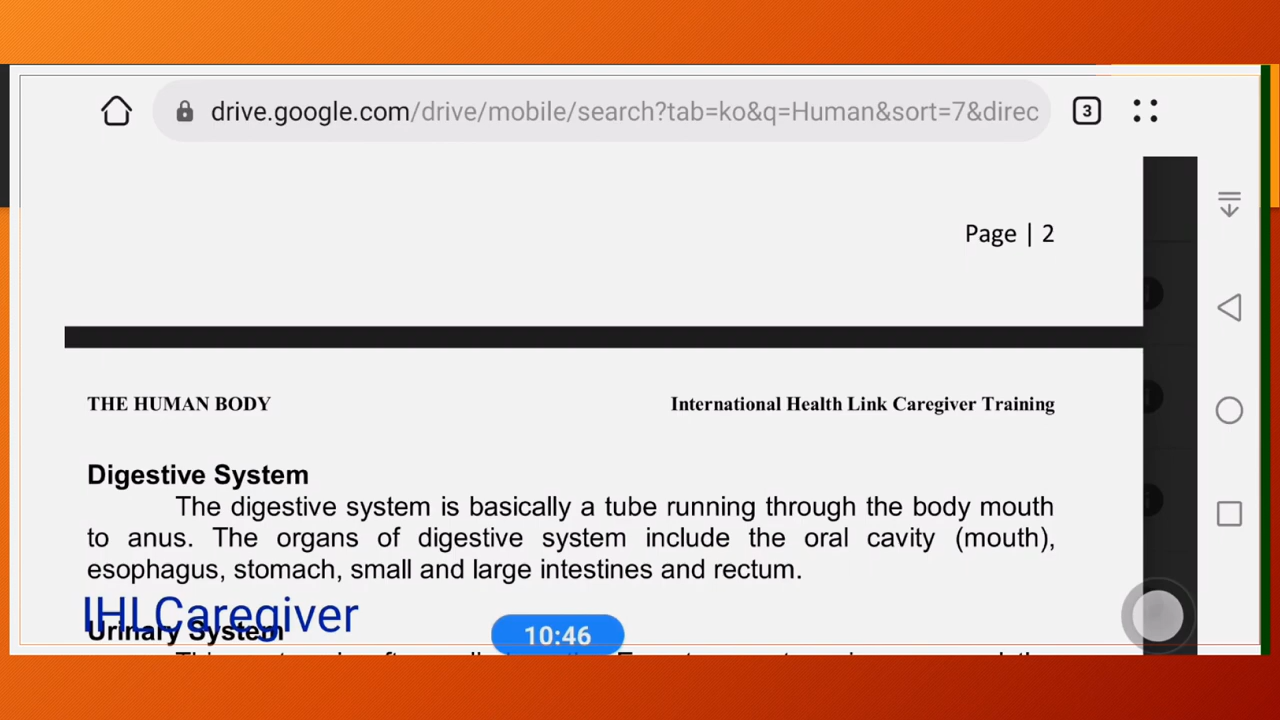 drive.google.com/drive/mobile/search?tab=ko&q=Human&sort=7&direc
3
Page | 2
THE HUMAN BODY
International Health Link Caregiver Training
Digestive System
The digestive system is basically a tube running through the body mouth
to anus. The organs of digestive system include the oral cavity (mouth),
esophagus, stomach, small and large intestines and rectum.
IHLCaregiver
Urinary System
10:46